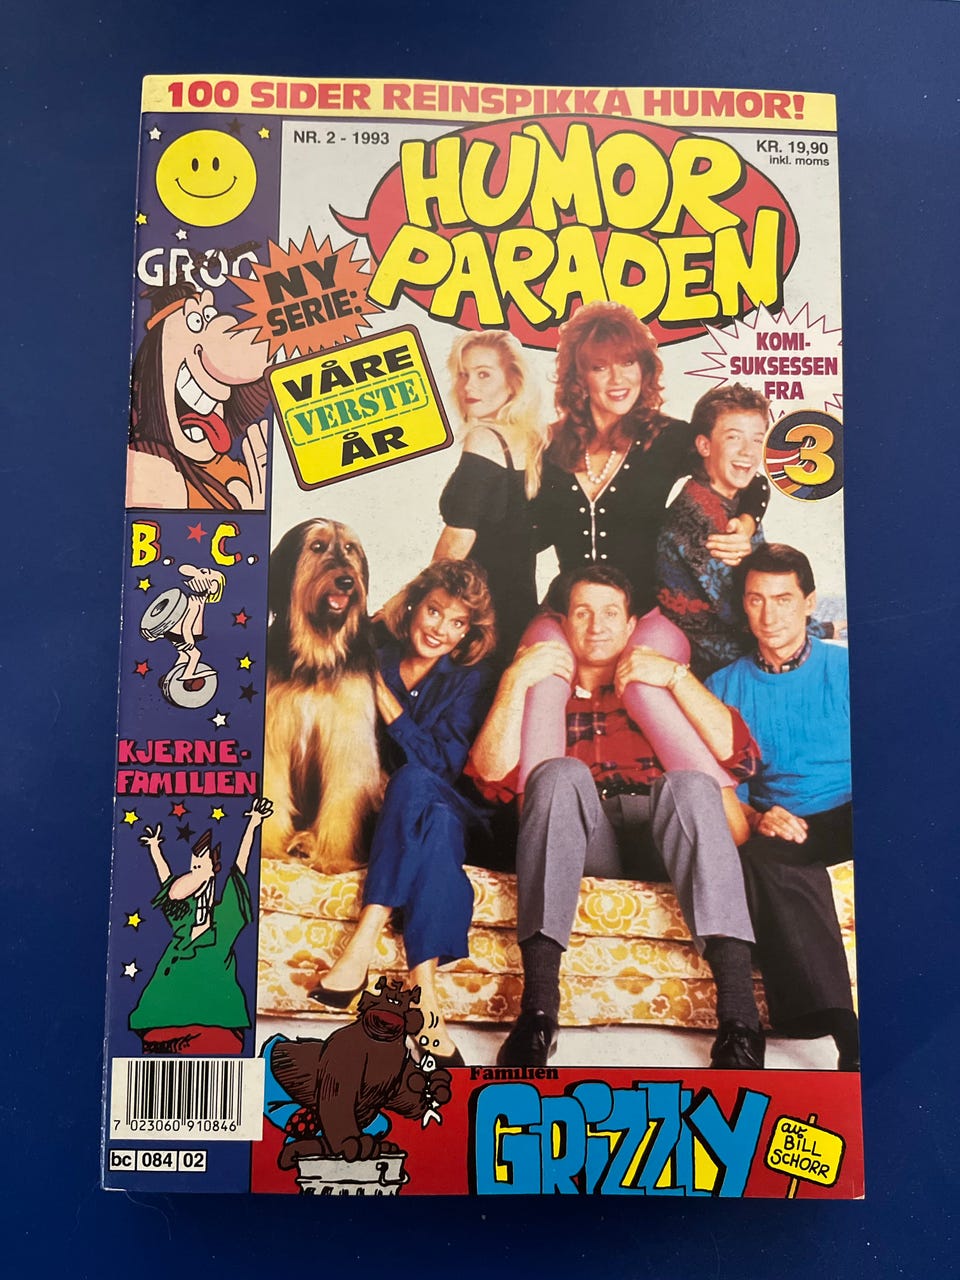 100 SIDER REINSPIKKA HUMOR!
NR. 2 - 1993
KR. 19,90
inkl. moms
HUMOR
PARADEN
NY
SERIE:
VÅRE
VERSTE
ÅR
KOMI-
SUKSESSEN
FRA
3
B. C.
KJERNE-
FAMILIEN
7 023060 910846
bc 084 02
Familien
GRIZZLY
av
BILL
SCHORR